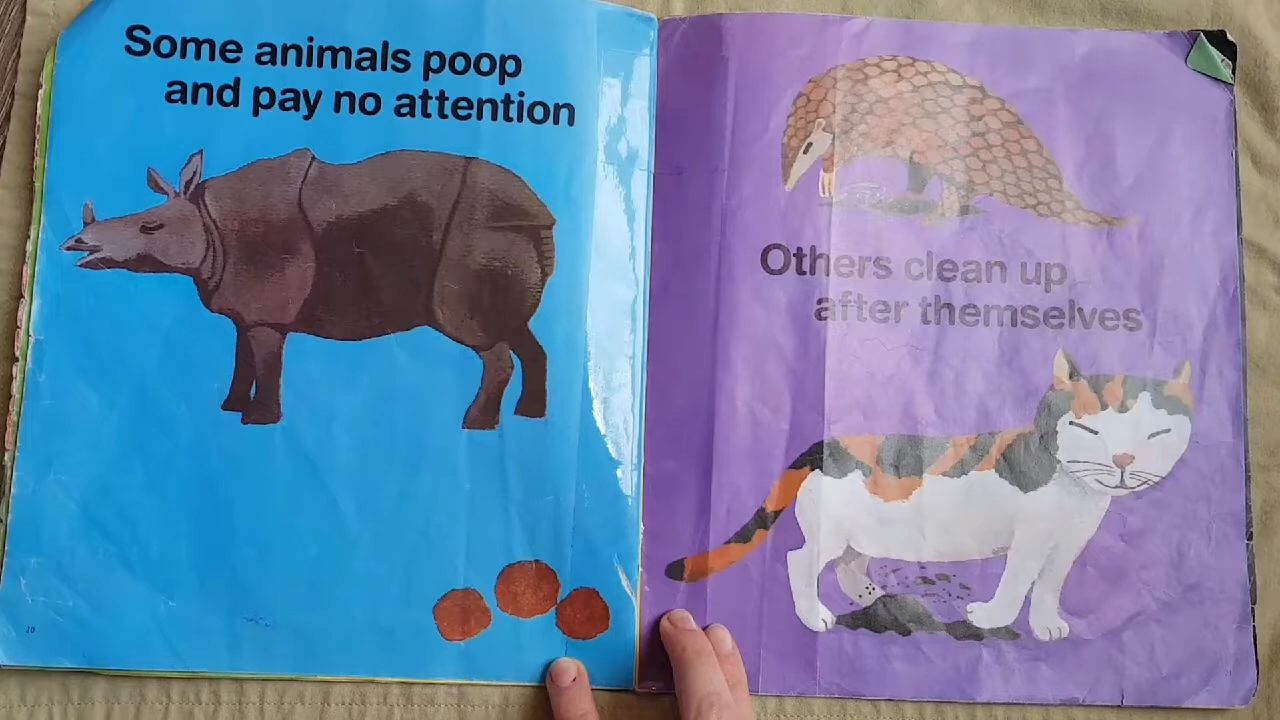 Some animals poop
and pay no attention
Others clean up
after themselves